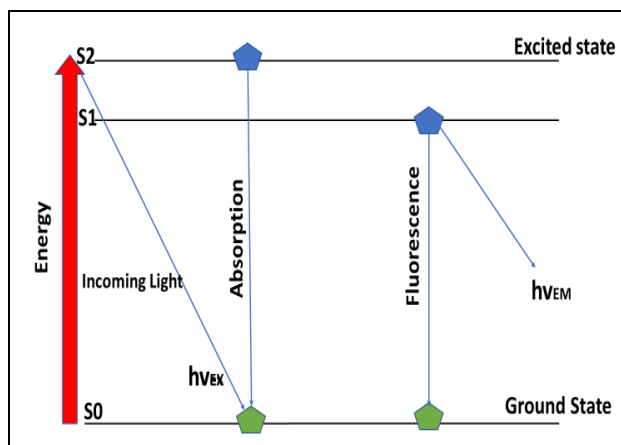 S2
Excited state
S1
Energy
Absorption
Fluorescence
Incoming Light
hvEM
hvEX
S0
Ground State